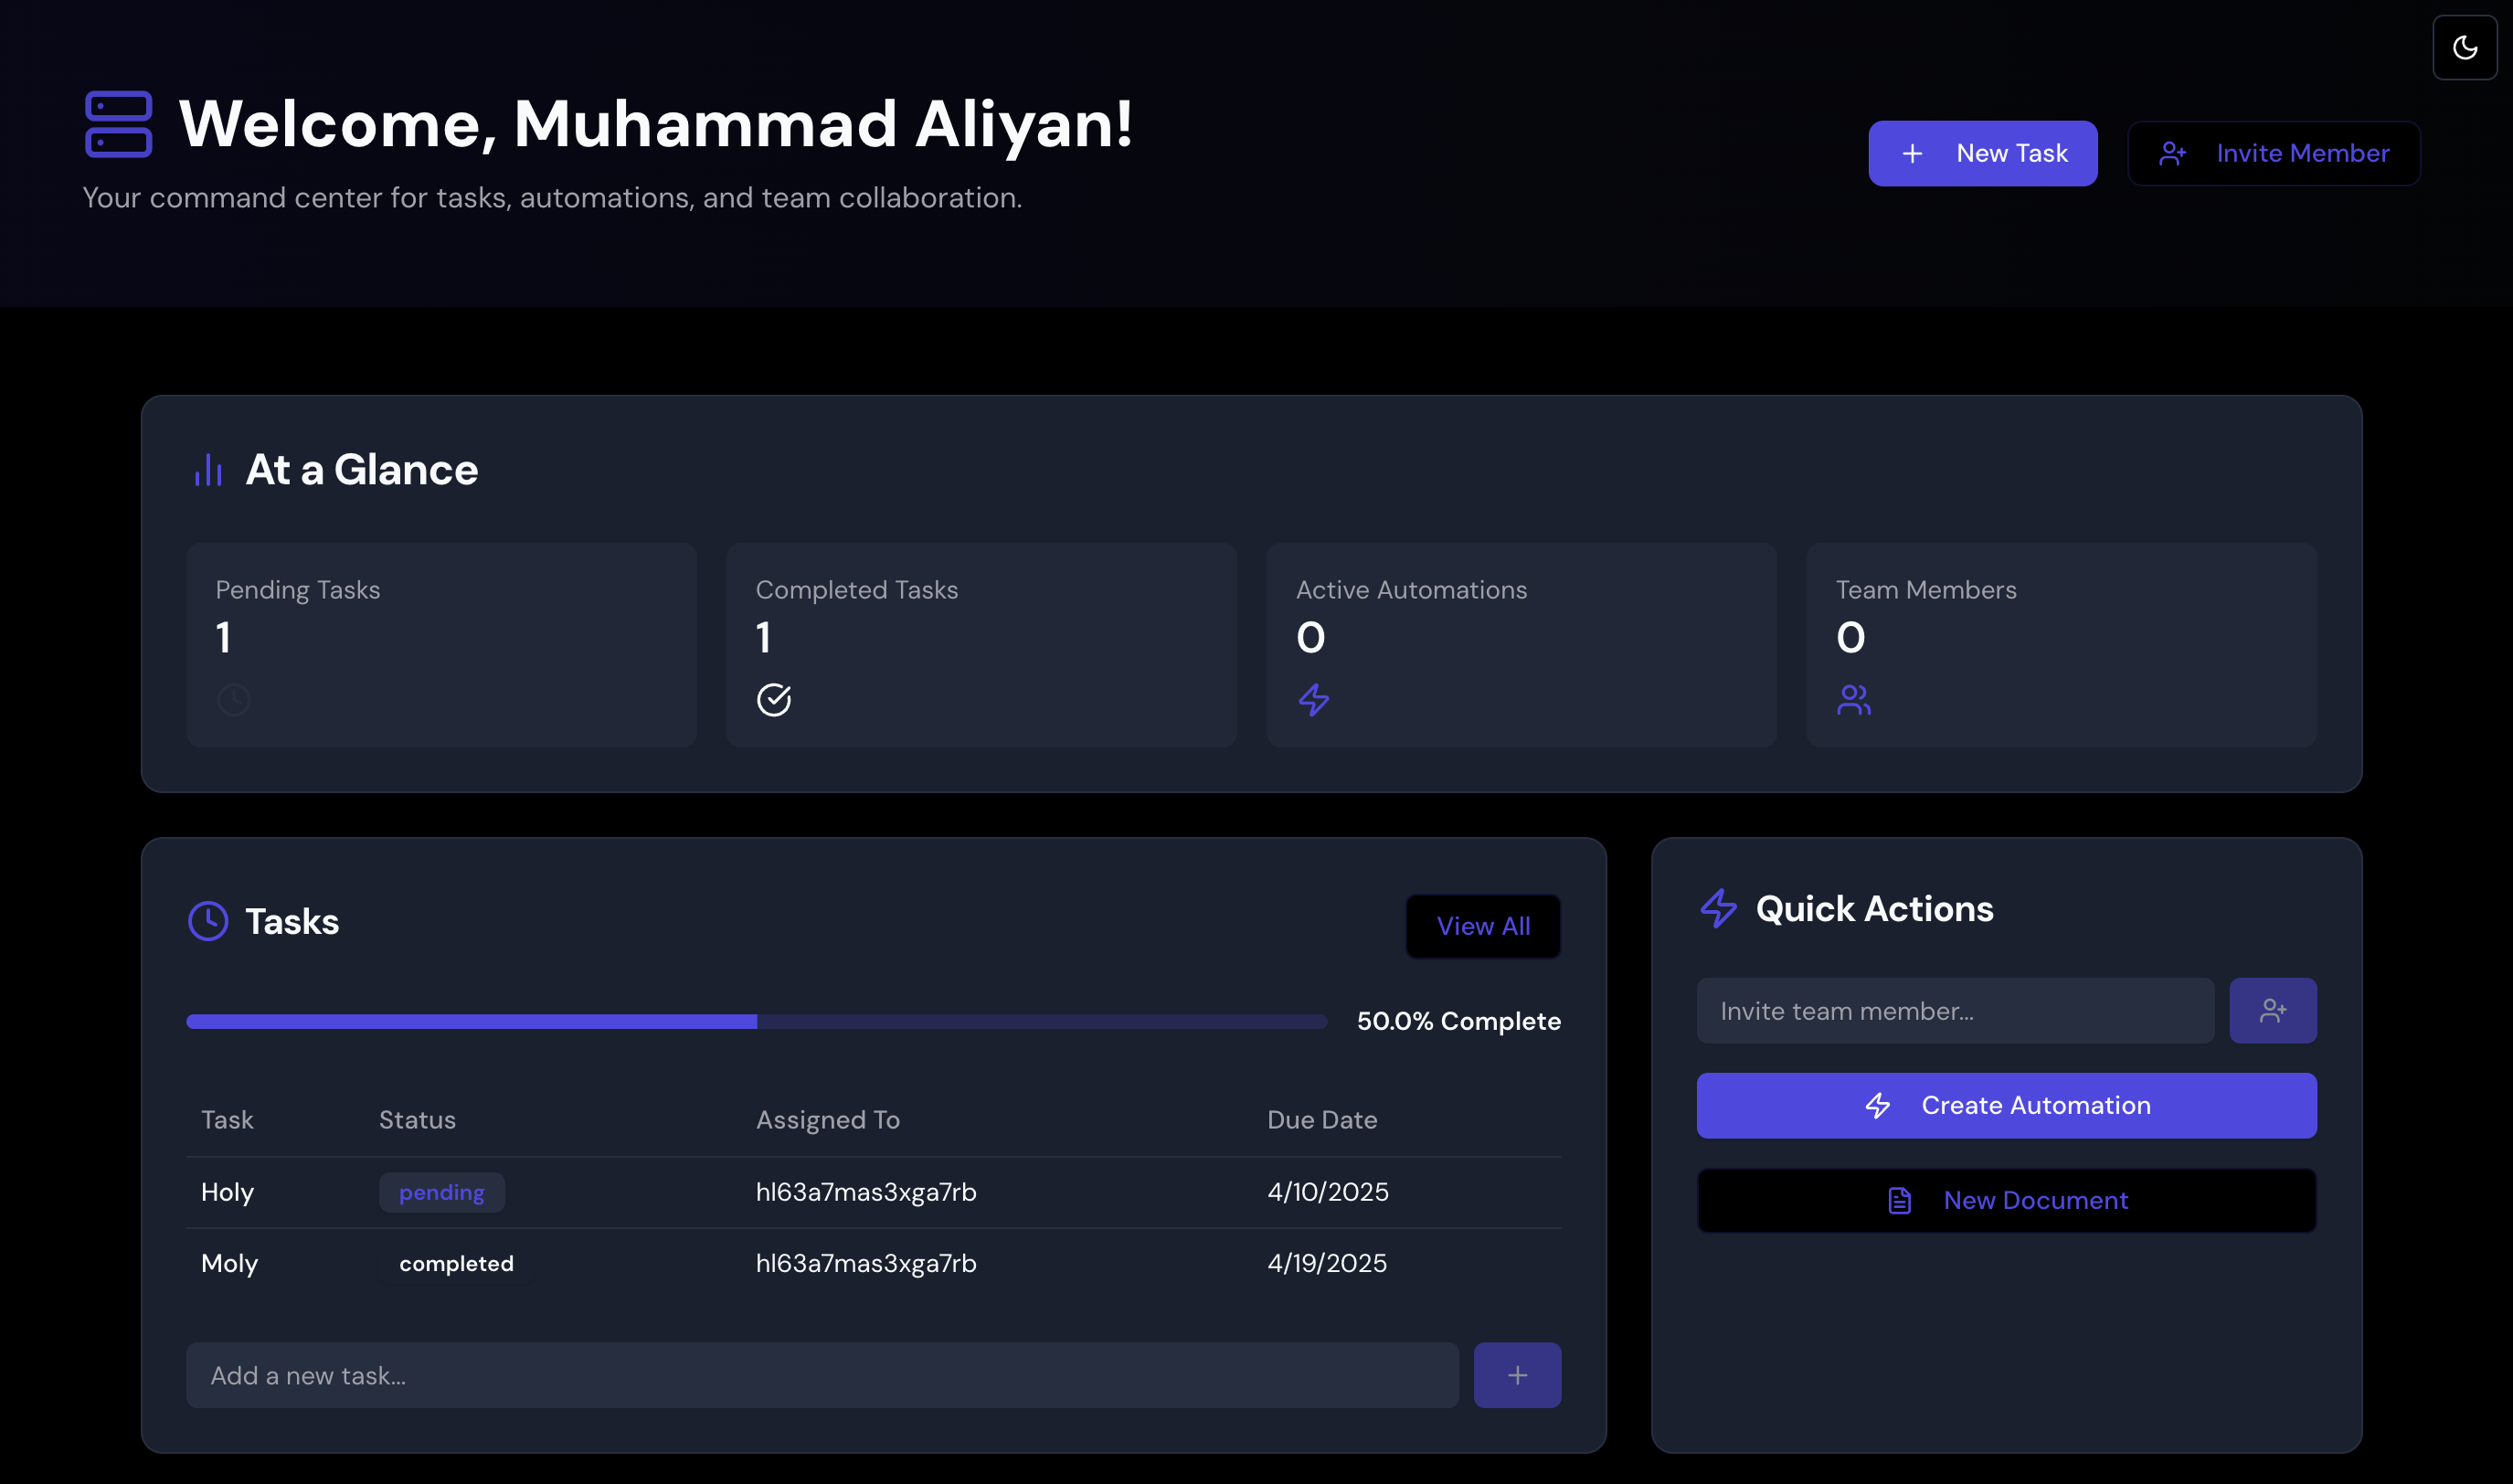 Welcome, Muhammad Aliyan!
Your command center for tasks, automations, and team collaboration.
New Task
Invite Member
At a Glance
Pending Tasks
1
Completed Tasks
1
Active Automations
0
Team Members
0
Tasks
View All
50.0% Complete
Task Status Assigned To Due Date
Holy pending hl63a7mas3xga7rb 4/10/2025
Moly completed hl63a7mas3xga7rb 4/19/2025
Add a new task...
Quick Actions
Invite team member...
Create Automation
New Document